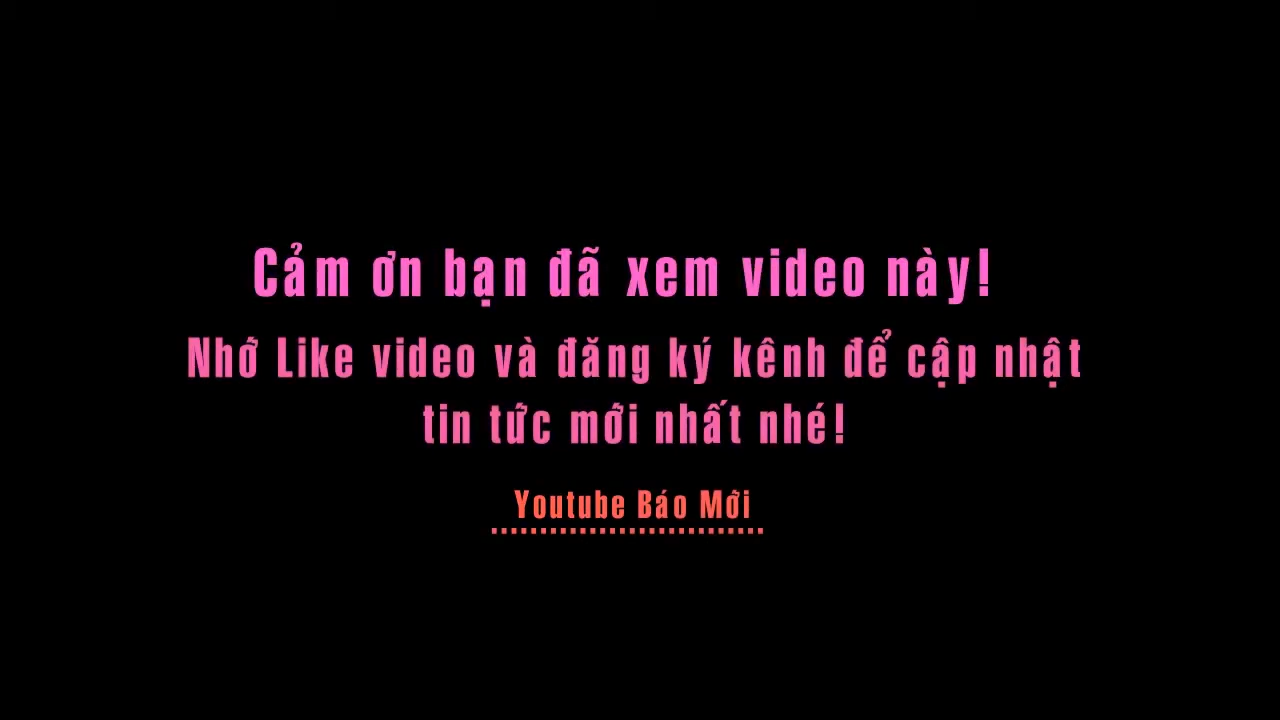 Cảm ơn bạn đã xem video này!
Nhớ Like video và đăng ký kênh để cập nhật
tin tức mới nhất nhé!
Youtube Báo Mới